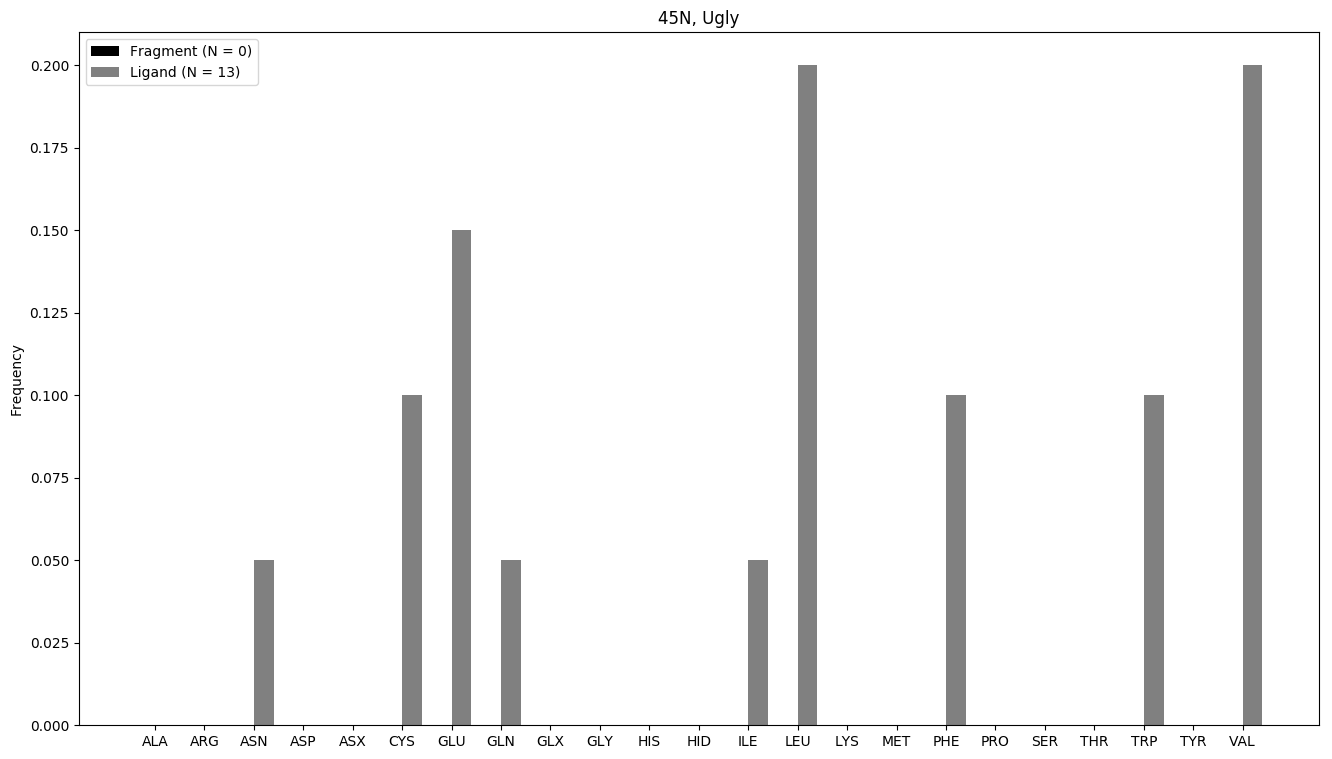 45N, Ugly
Fragment (N = 0)
Ligand (N = 13)
Frequency
0.200
0.175
0.150
0.125
0.100
0.075
0.050
0.025
0.000
ALA ARG ASN ASP ASX CYS GLU GLN GLX GLY HIS HID ILE LEU LYS MET PHE PRO SER THR TRP TYR VAL